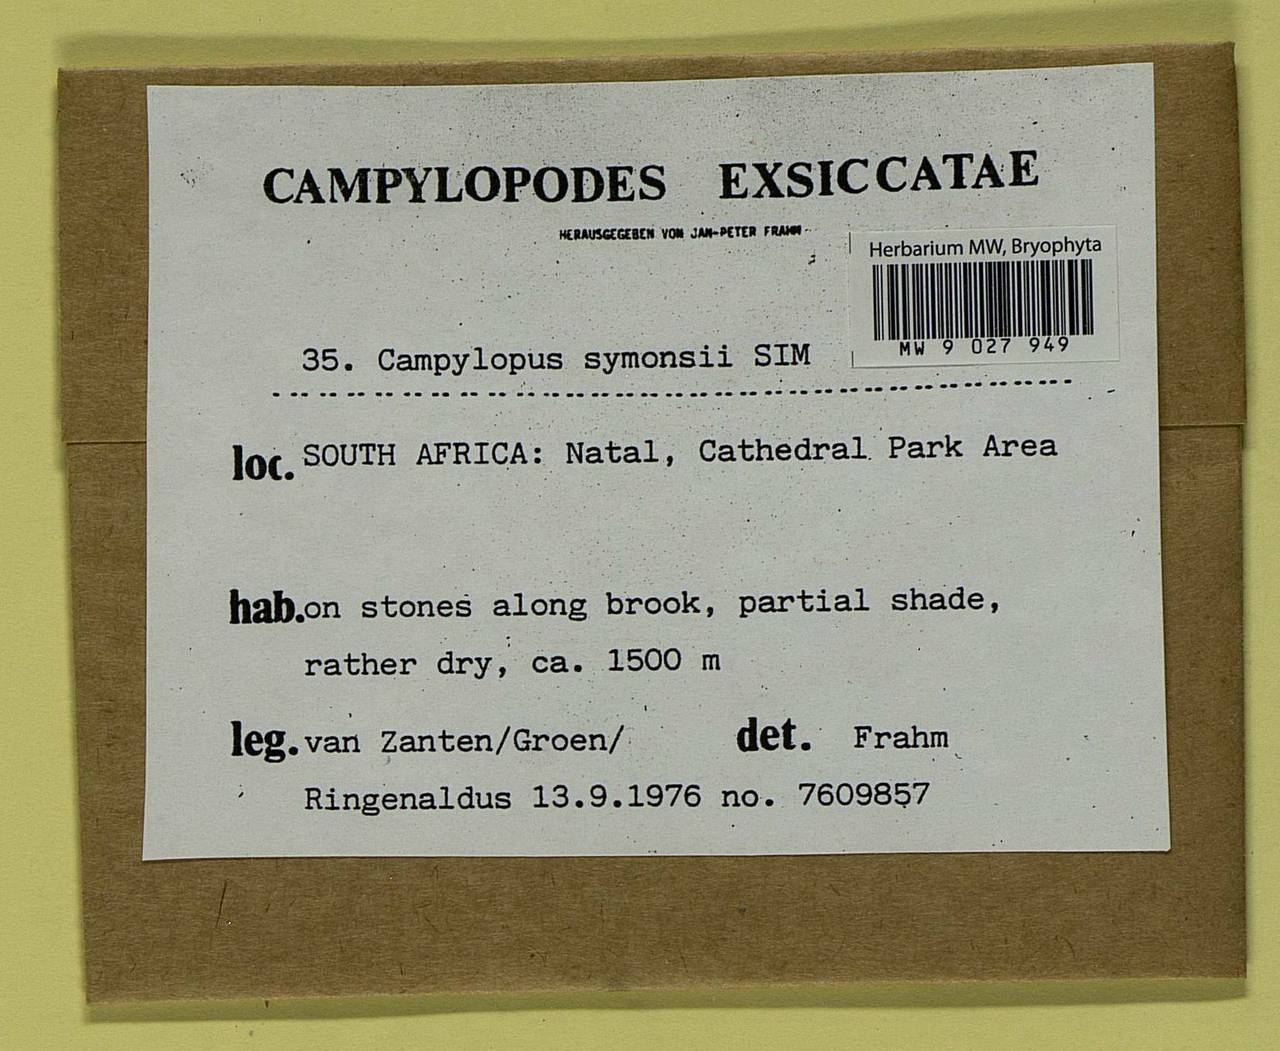 CAMPYLOPODES EXSICCATAE
HERAUSGEGEBEN VON JAN-PETER FRAHM
Herbarium MW, Bryophyta
MW 9 027 949
35. Campylopus symonsii SIM
loc. SOUTH AFRICA: Natal, Cathedral Park Area
hab. on stones along brook, partial shade,
rather dry, ca. 1500 m
leg. van Zanten/Groen/ det. Frahm
Ringenaldus 13.9.1976 no. 7609857